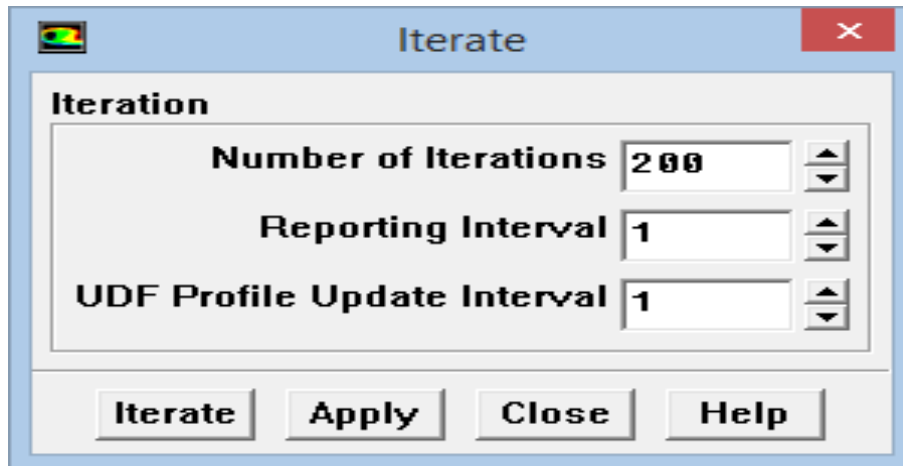 Iterate
Iteration
Number of Iterations 200
Reporting Interval 1
UDF Profile Update Interval 1
Iterate Apply Close Help